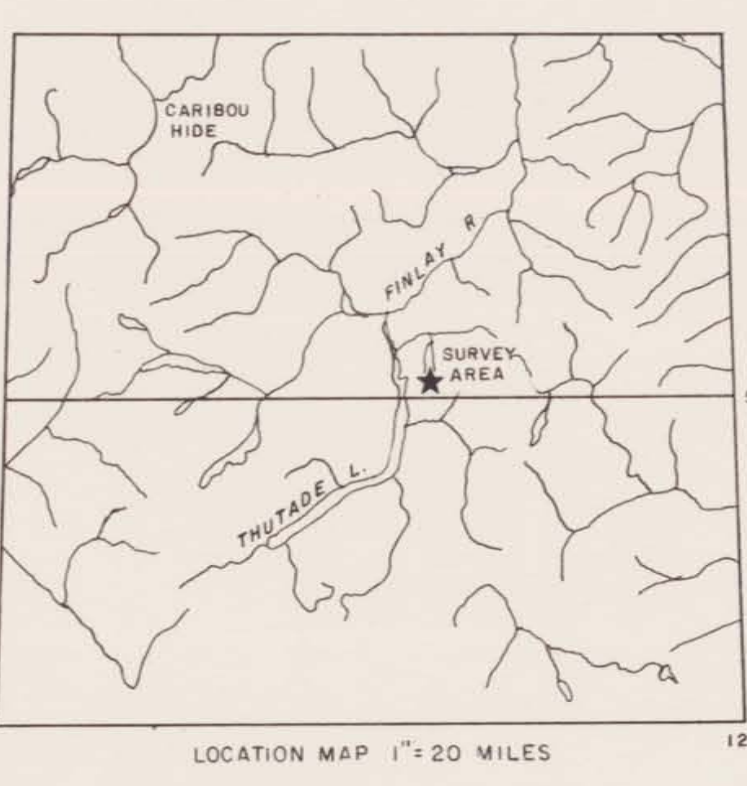 CARIBOU
HIDE
FINLAY R
SURVEY
AREA
THUTADE L.
LOCATION MAP 1"=20 MILES
12